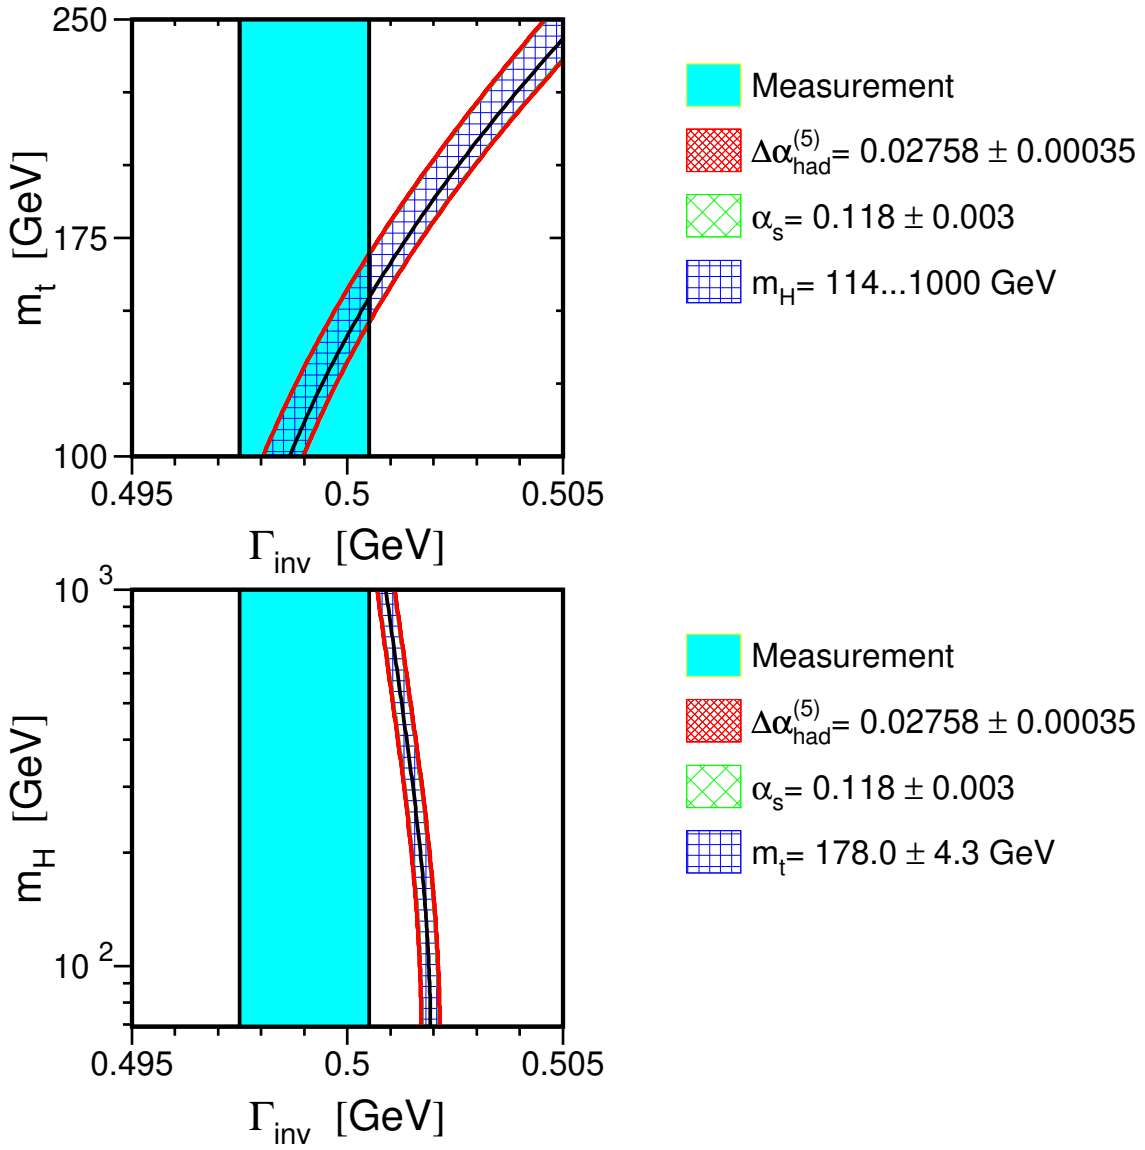 250
175
100
m_t [GeV]
0.495 0.5 0.505
Γ_inv [GeV]
Measurement
Δα_had^(5)= 0.02758 ± 0.00035
α_s= 0.118 ± 0.003
m_H= 114...1000 GeV
10^3
10^2
m_H [GeV]
0.495 0.5 0.505
Γ_inv [GeV]
Measurement
Δα_had^(5)= 0.02758 ± 0.00035
α_s= 0.118 ± 0.003
m_t= 178.0 ± 4.3 GeV